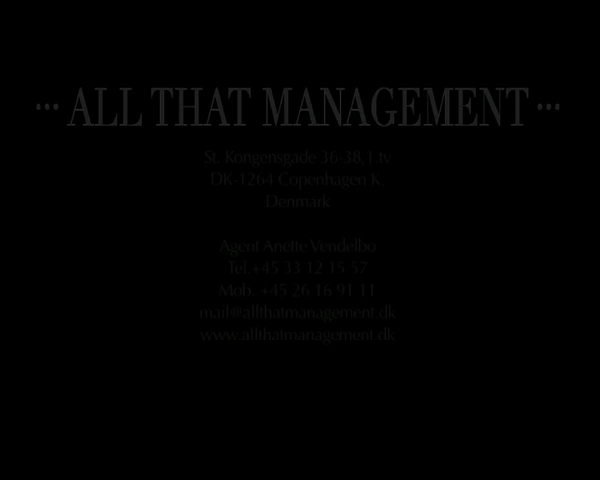 ··· ALL THAT MANAGEMENT ···
St. Kongensgade 36-38,1.tv
DK-1264 Copenhagen K.
Denmark
Agent Anette Vendelbo
Tel.+45 33 12 15 57
Mob. +45 26 16 91 11
mail@allthatmanagement.dk
www.allthatmanagement.dk